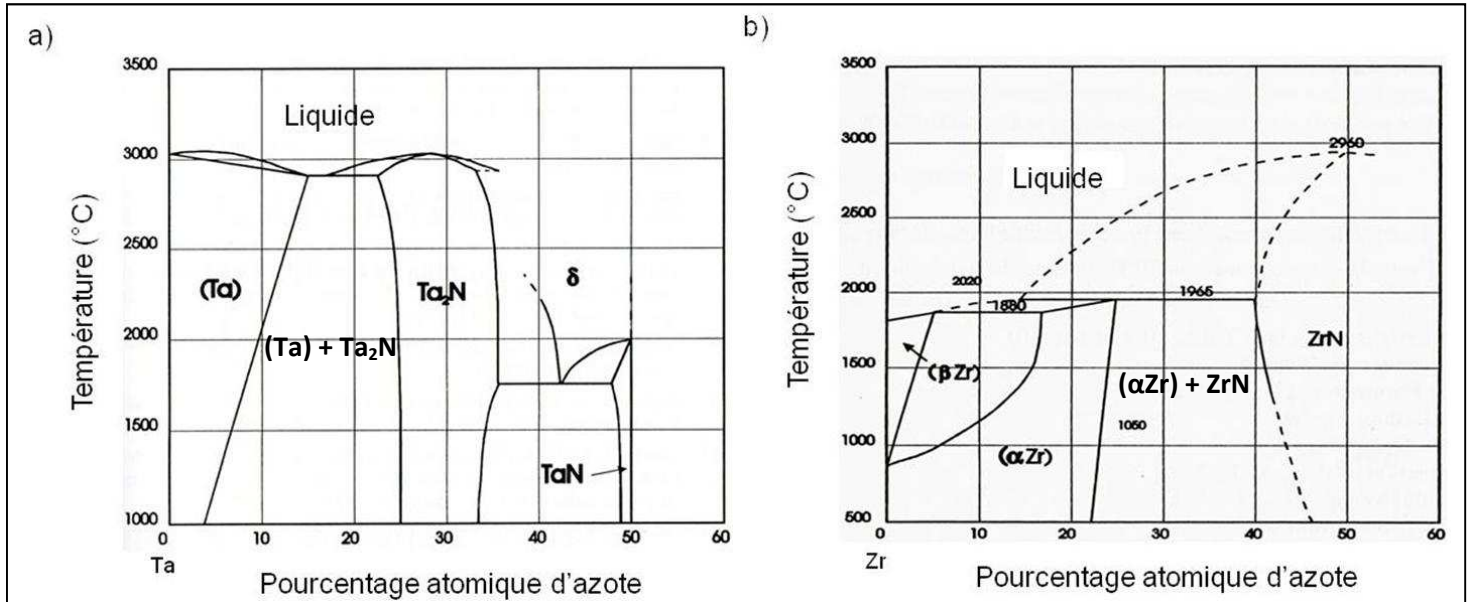 a)
Température (°C)
3500
3000
2500
2000
1500
1000
Liquide
(Ta)
(Ta) + Ta₂N
Ta₂N
δ
TaN
0
10
20
30
40
50
60
Ta
Pourcentage atomique d'azote
b)
Température (°C)
3500
3000
2500
2000
1500
1000
500
2960
Liquide
2020
1880
1965
ZrN
(βZr)
(αZr) + ZrN
1050
(αZr)
0
10
20
30
40
50
60
Zr
Pourcentage atomique d'azote